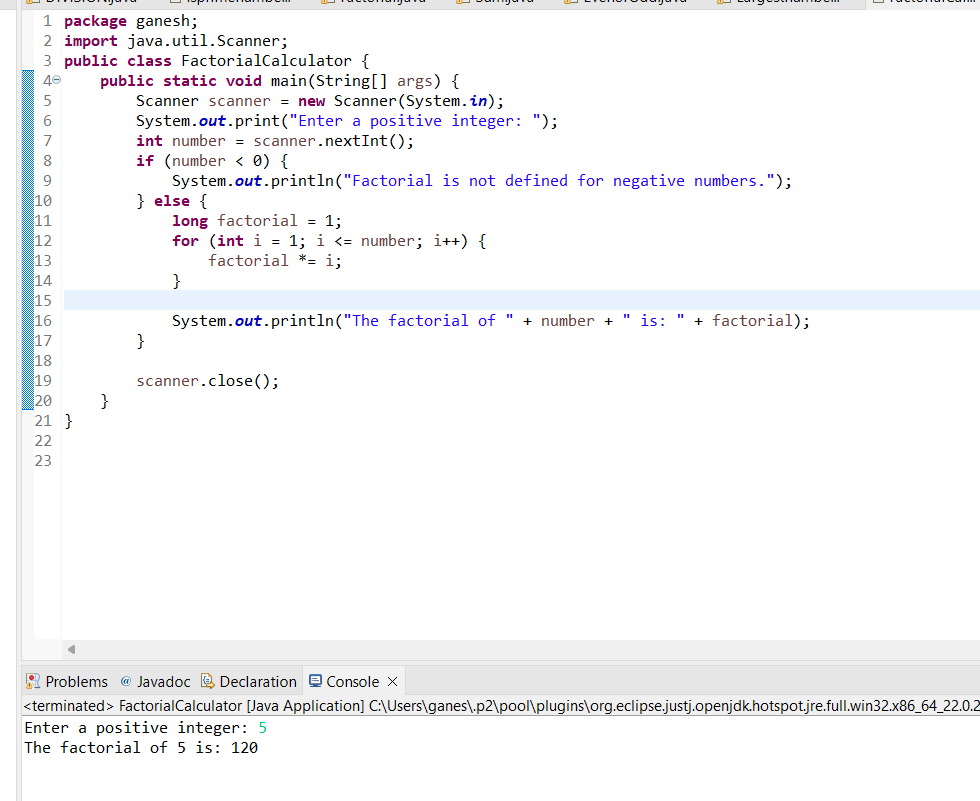 package ganesh;
import java.util.Scanner;
public class FactorialCalculator {
public static void main(String[] args) {
Scanner scanner = new Scanner(System.in);
System.out.print("Enter a positive integer: ");
int number = scanner.nextInt();
if (number < 0) {
System.out.println("Factorial is not defined for negative numbers.");
} else {
long factorial = 1;
for (int i = 1; i <= number; i++) {
factorial *= i;
}
System.out.println("The factorial of " + number + " is: " + factorial);
}
scanner.close();
}
}
1
2
3
4
5
6
7
8
9
10
11
12
13
14
15
16
17
18
19
20
21
22
23
Problems @ Javadoc Declaration Console
<terminated> FactorialCalculator [Java Application] C:\Users\ganes\.p2\pool\plugins\org.eclipse.justj.openjdk.hotspot.jre.full.win32.x86_64_22.0.2
Enter a positive integer: 5
The factorial of 5 is: 120